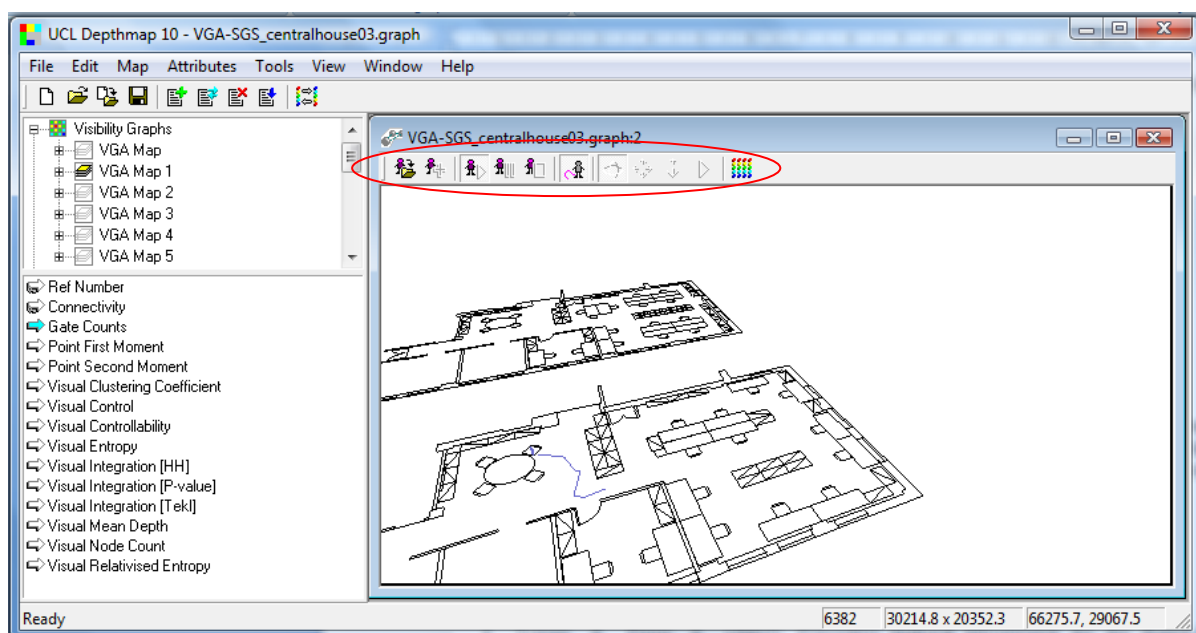 UCL Depthmap 10 - VGA-SGS_centralhouse03.graph
File Edit Map Attributes Tools View Window Help
Visibility Graphs
VGA Map
VGA Map 1
VGA Map 2
VGA Map 3
VGA Map 4
VGA Map 5
Ref Number
Connectivity
Gate Counts
Point First Moment
Point Second Moment
Visual Clustering Coefficient
Visual Control
Visual Controllability
Visual Entropy
Visual Integration [HH]
Visual Integration [P-value]
Visual Integration [Tekl]
Visual Mean Depth
Visual Node Count
Visual Relativised Entropy
VGA-SGS_centralhouse03.graph:2
Ready 6382 30214.8 x 20352.3 66275.7, 29067.5